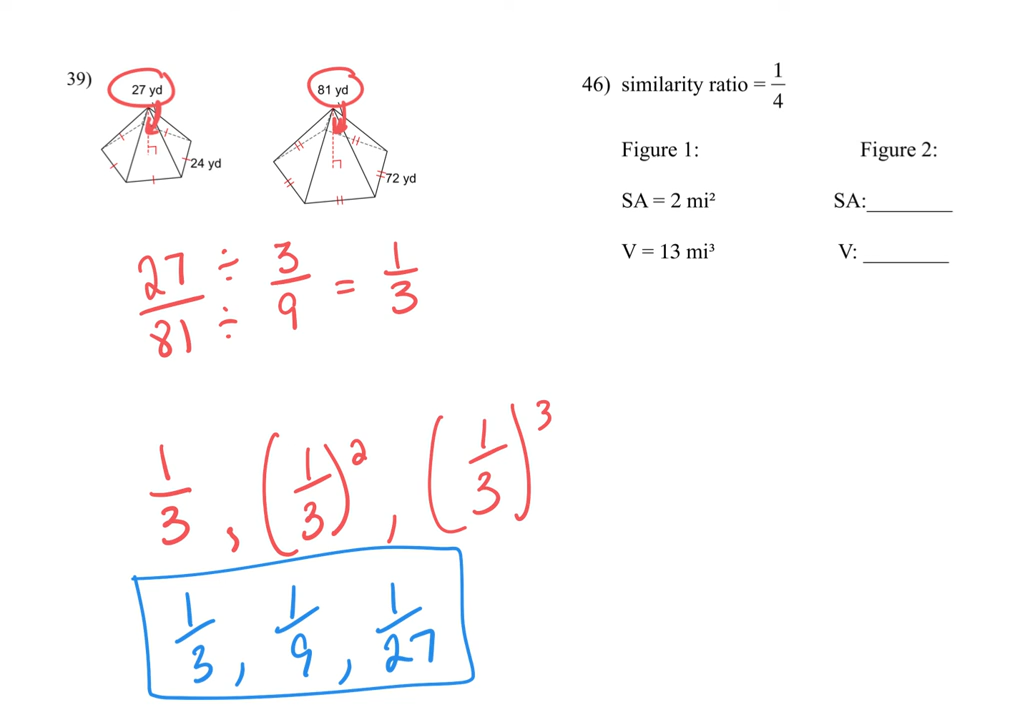 39)
27 yd
81 yd
24 yd
72 yd
27/81 ÷ ÷ 3/9 = 1/3
1/3 , (1/3)² , (1/3)³
1/3 , 1/9 , 1/27
46) similarity ratio = 1/4
Figure 1: Figure 2:
SA = 2 mi² SA:________
V = 13 mi³ V: ________